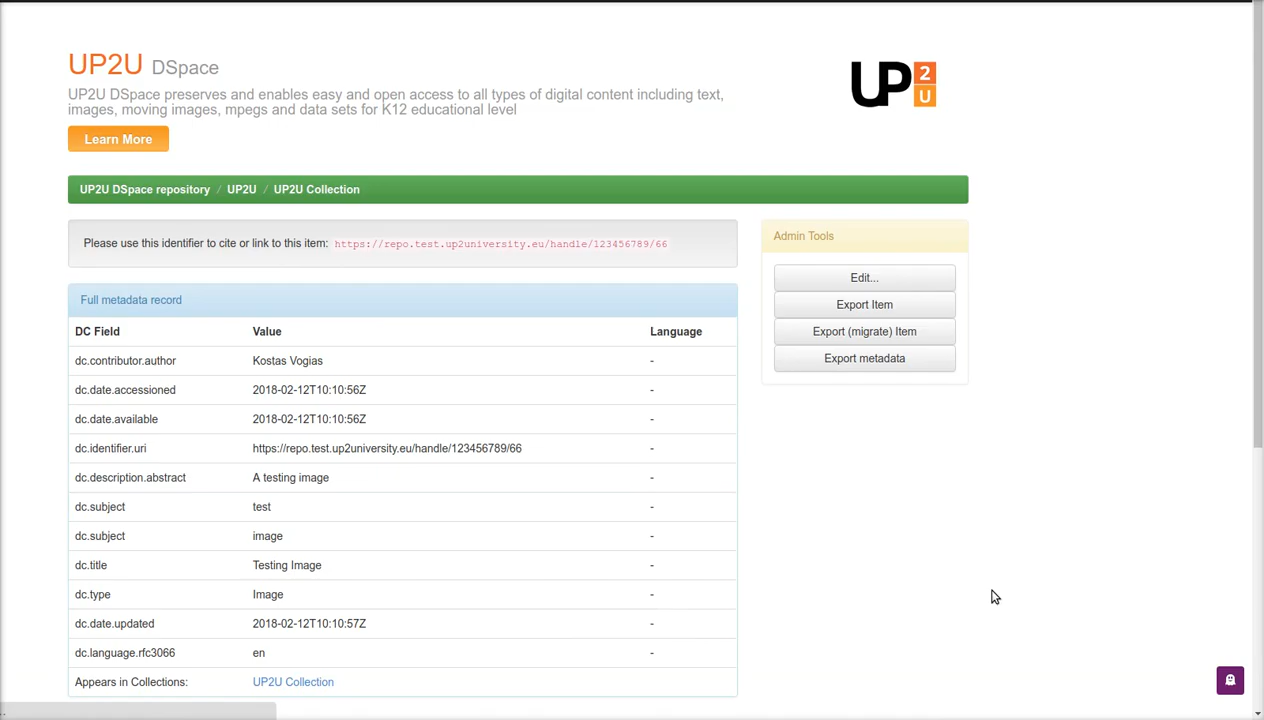 UP2U DSpace
UP2U DSpace preserves and enables easy and open access to all types of digital content including text,
images, moving images, mpegs and data sets for K12 educational level
Learn More
UP2U
UP2U DSpace repository / UP2U / UP2U Collection
Please use this identifier to cite or link to this item: https://repo.test.up2university.eu/handle/123456789/66
Full metadata record
DC Field Value Language
dc.contributor.author Kostas Vogias -
dc.date.accessioned 2018-02-12T10:10:56Z -
dc.date.available 2018-02-12T10:10:56Z -
dc.identifier.uri https://repo.test.up2university.eu/handle/123456789/66 -
dc.description.abstract A testing image -
dc.subject test -
dc.subject image -
dc.title Testing Image -
dc.type Image -
dc.date.updated 2018-02-12T10:10:57Z -
dc.language.rfc3066 en -
Appears in Collections: UP2U Collection
Admin Tools
Edit...
Export Item
Export (migrate) Item
Export metadata